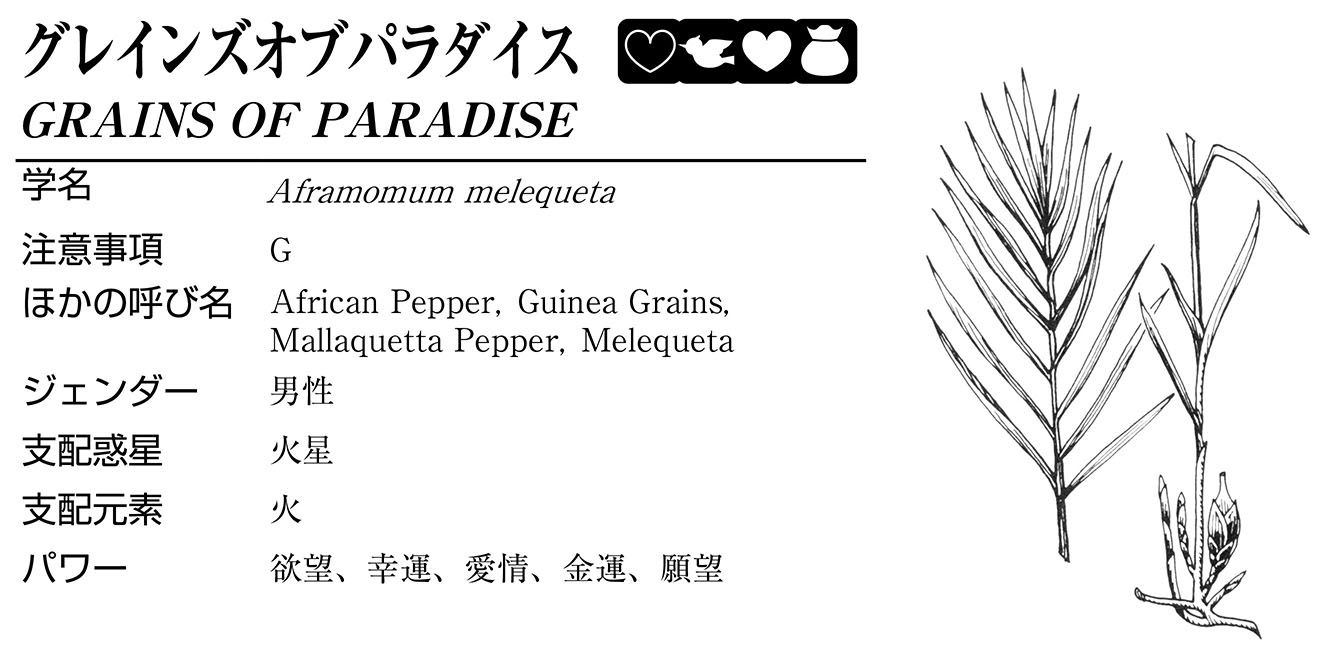 グレインズオブパラダイス
GRAINS OF PARADISE
学名 Aframomum melequeta
注意事項 G
ほかの呼び名 African Pepper, Guinea Grains,
Mallaquetta Pepper, Melequeta
ジェンダー 男性
支配惑星 火星
支配元素 火
パワー 欲望、幸運、愛情、金運、願望